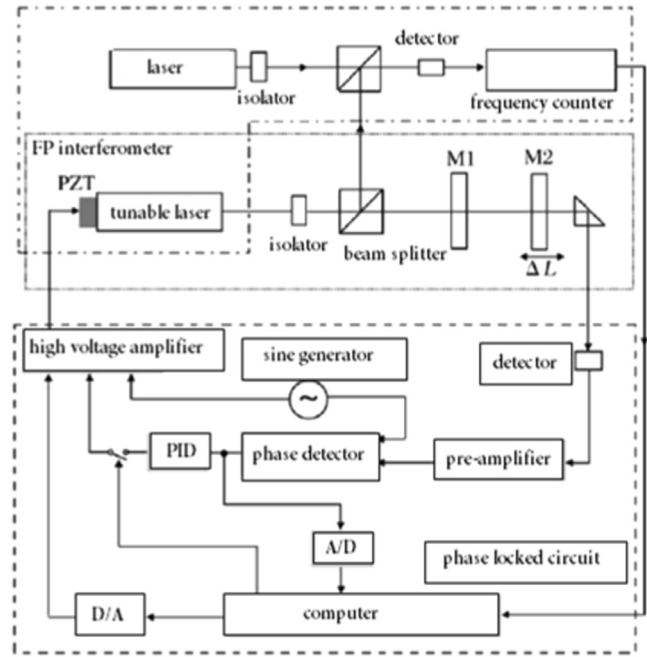 detector
laser
isolator
frequency counter
FP interferometer
M1
M2
PZT
tunable laser
isolator
beam splitter
ΔL
high voltage amplifier
sine generator
detector
~
PID
phase detector
pre-amplifier
A/D
phase locked circuit
D/A
computer